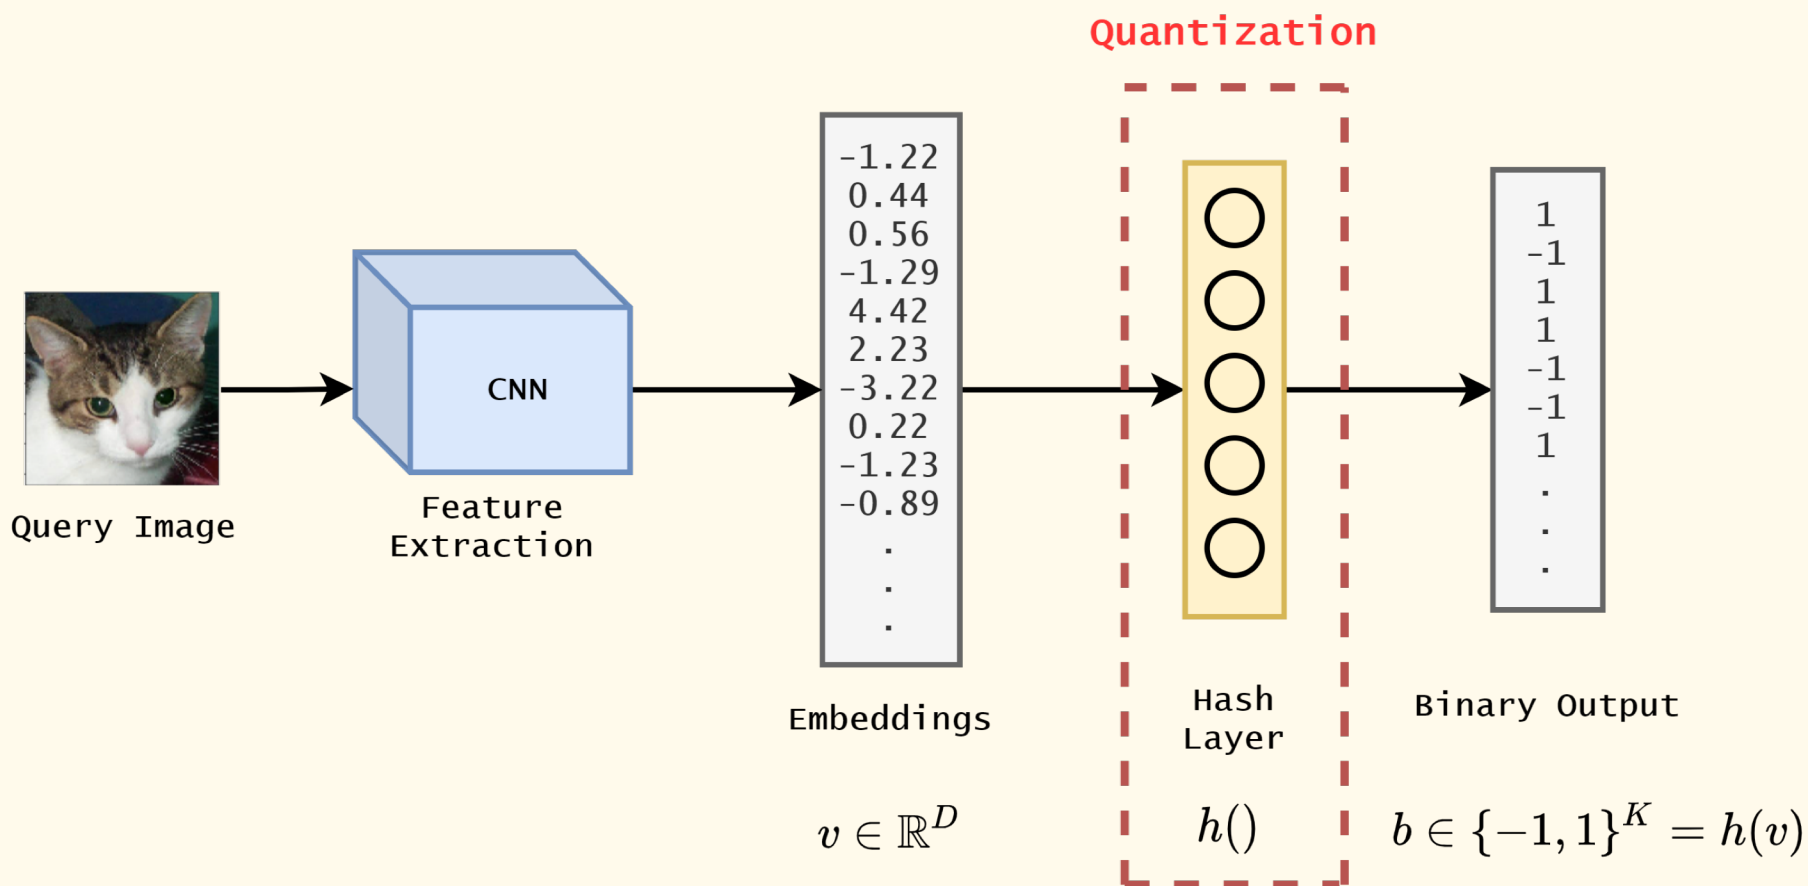 Quantization
-1.22
0.44
0.56
-1.29
4.42
2.23
-3.22
0.22
-1.23
-0.89
.
.
.
1
-1
1
1
-1
-1
1
.
.
.
CNN
Query Image
Feature
Extraction
Embeddings
Hash
Layer
Binary Output
v ∈ ℝ^D
h()
b ∈ {−1, 1}^K = h(v)